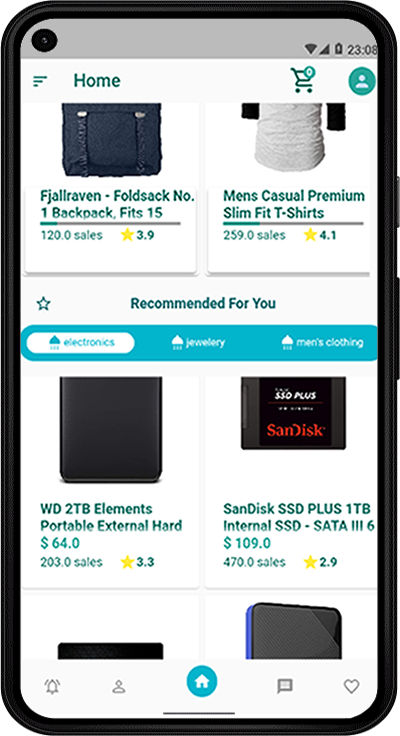 23:08
Home
0
Fjallraven - Foldsack No.
1 Backpack, Fits 15
120.0 sales 3.9
Mens Casual Premium
Slim Fit T-Shirts
259.0 sales 4.1
Recommended For You
electronics jewelery men's clothing
SSD PLUS
SanDisk
WD 2TB Elements
Portable External Hard
$ 64.0
203.0 sales 3.3
SanDisk SSD PLUS 1TB
Internal SSD - SATA III 6
$ 109.0
470.0 sales 2.9